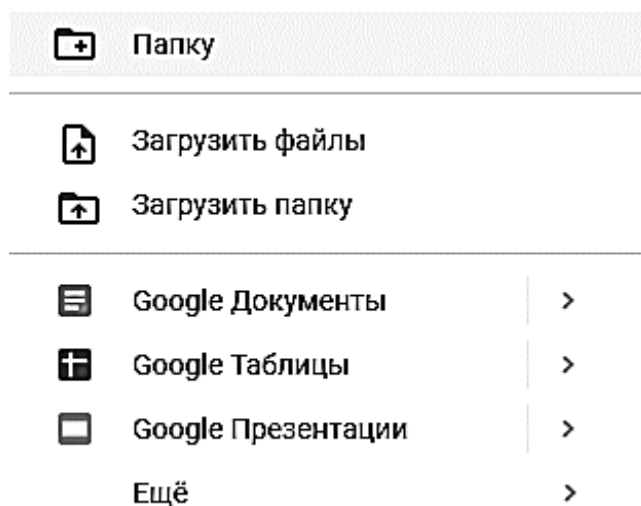 Папку
Загрузить файлы
Загрузить папку
Google Документы
Google Таблицы
Google Презентации
Ещё